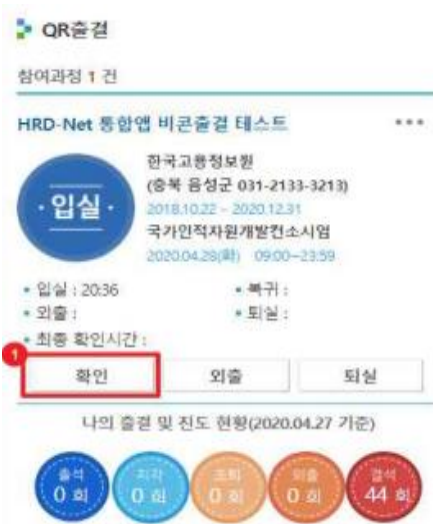 QR출결
참여과정 1 건
HRD-Net 통합앱 비콘출결 테스트
한국고용정보원
(충북 음성군 031-2133-3213)
·입실·
2018.10.22 ~ 2020.12.31
국가인적자원개발컨소시엄
2020.04.28(화) 09:00~23:59
• 입실 : 20:36 • 복귀 :
• 외출 : • 퇴실 :
• 최종 확인시간 :
1
확인 외출 퇴실
나의 출결 및 진도 현황(2020.04.27 기준)
출석 지각 조퇴 외출 결석
0 회 0 회 0 회 0 회 44 회